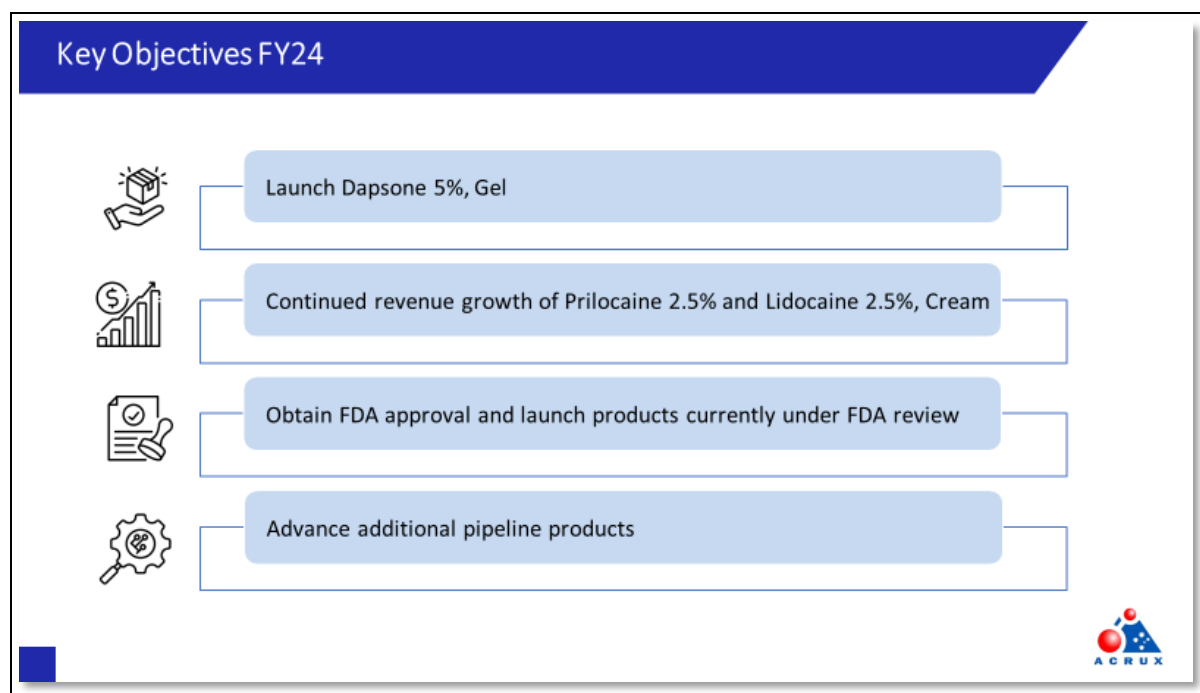 Key Objectives FY24
Launch Dapsone 5%, Gel
Continued revenue growth of Prilocaine 2.5% and Lidocaine 2.5%, Cream
Obtain FDA approval and launch products currently under FDA review
Advance additional pipeline products
ACRUX